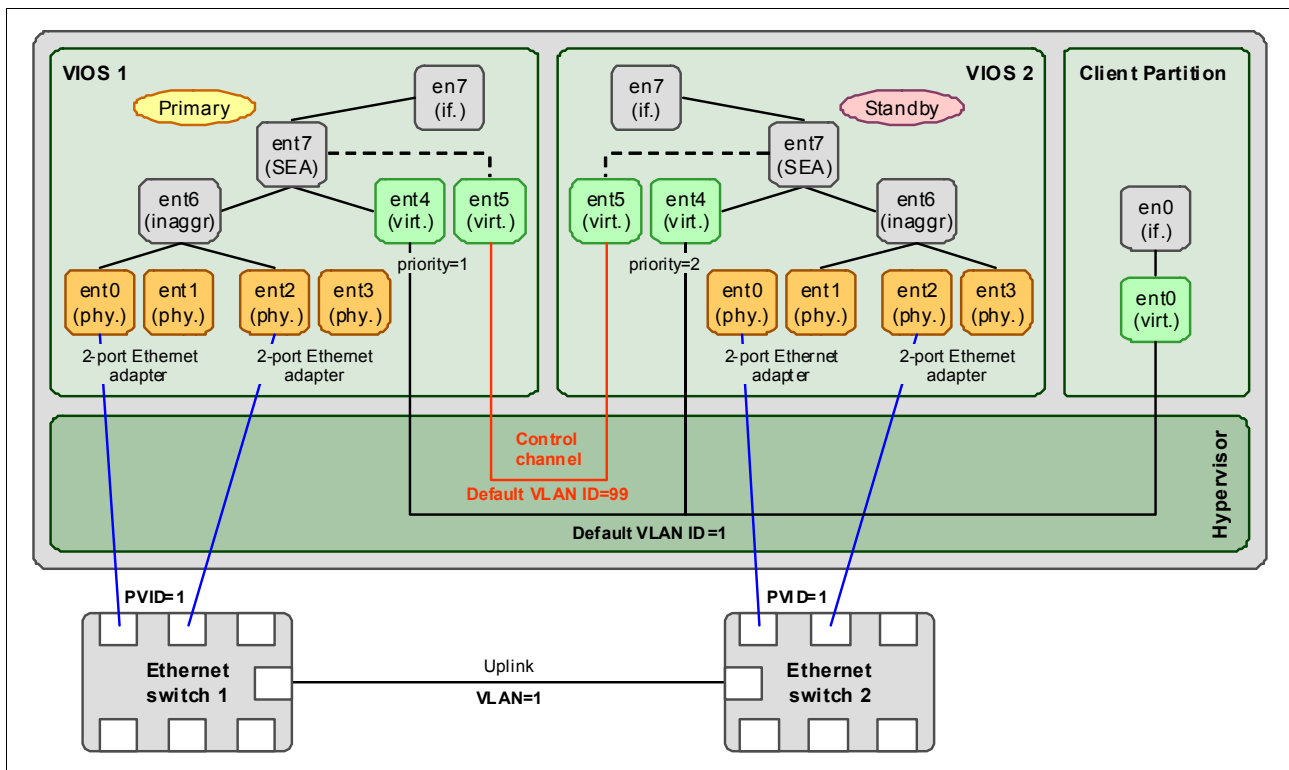 VIOS 1
Primary
en7
(if.)
ent7
(SEA)
ent6
(inaggr)
ent4
(virt.)
ent5
(virt.)
priority=1
ent0
(phy.)
ent1
(phy.)
ent2
(phy.)
ent3
(phy.)
2-port Ethernet
adapter
2-port Ethernet
adapter
VIOS 2
Standby
en7
(if.)
ent7
(SEA)
ent5
(virt.)
ent4
(virt.)
ent6
(inaggr)
priority=2
ent0
(phy.)
ent1
(phy.)
ent2
(phy.)
ent3
(phy.)
2-port Ethernet
adapter
2-port Ethernet
adapter
Client Partition
en0
(if.)
ent0
(virt.)
Control
channel
Default VLAN ID=99
Default VLAN ID=1
Hypervisor
PVID=1
PVID=1
Ethernet
switch 1
Uplink
VLAN=1
Ethernet
switch 2